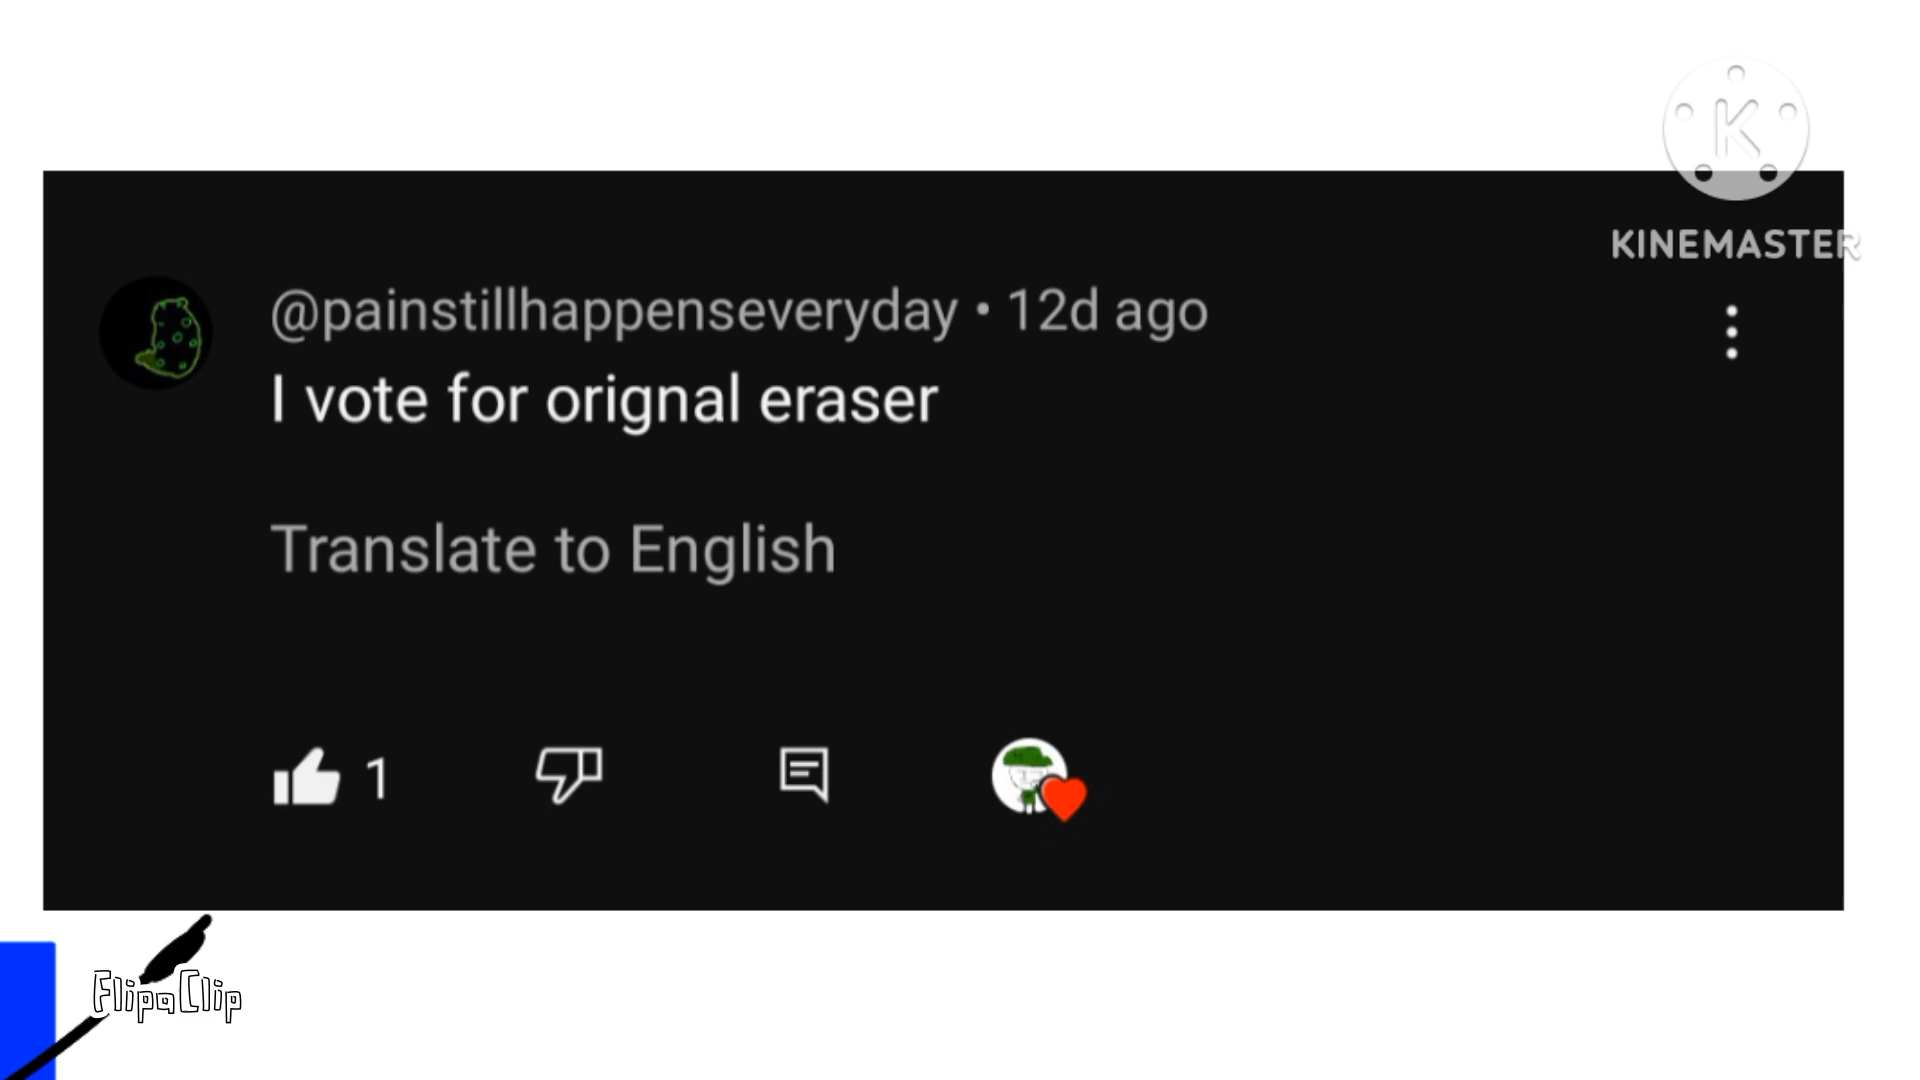 K
KINEMASTER
@painstillhappenseveryday • 12d ago
I vote for orignal eraser
Translate to English
1
FlipaClip